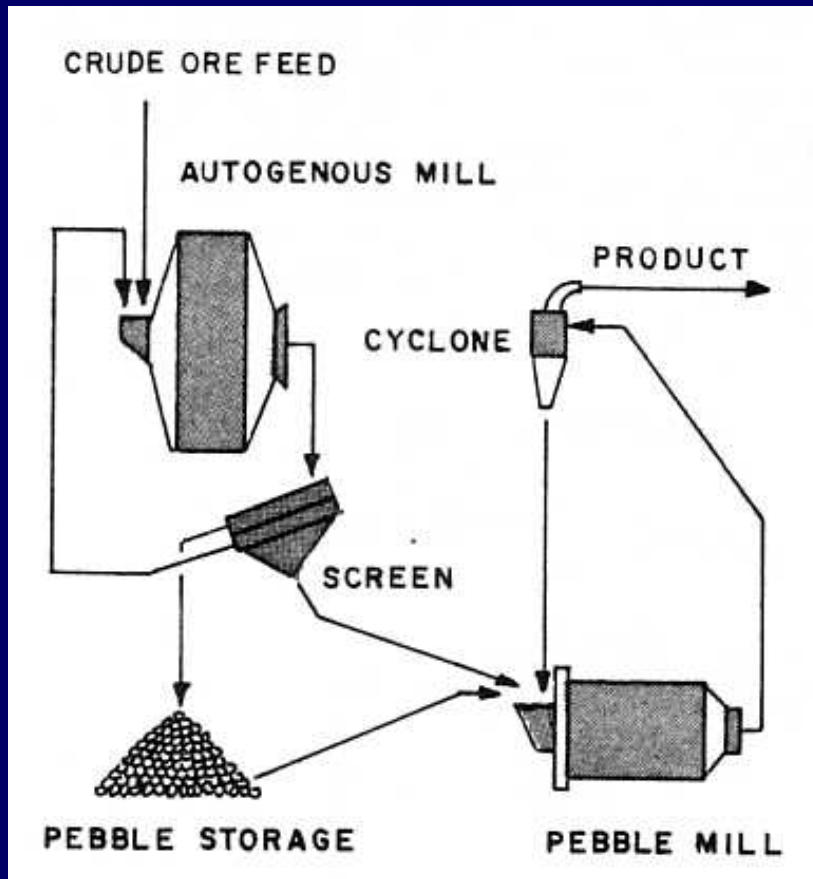 CRUDE ORE FEED
AUTOGENOUS MILL
PRODUCT
CYCLONE
SCREEN
PEBBLE STORAGE
PEBBLE MILL